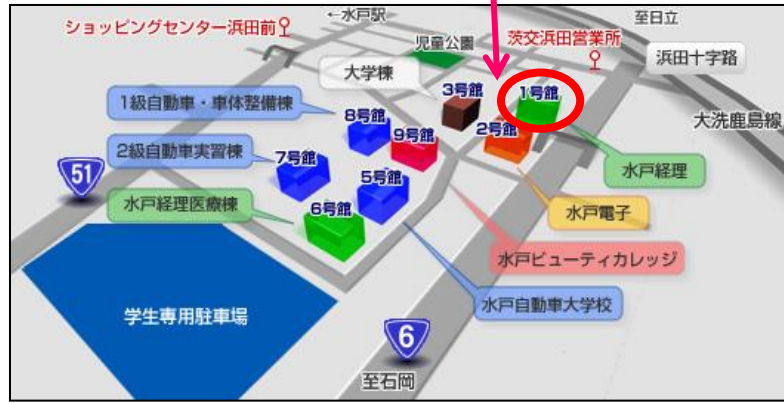 ←水戸駅
至日立
ショッピングセンター浜田前
児童公園
茨交浜田営業所
浜田十字路
大学棟
3号館
1号館
1級自動車・車体整備棟
8号館
大洗鹿島線
2号館
9号館
2級自動車実習棟
7号館
水戸経理
51
5号館
水戸経理医療棟
6号館
水戸電子
水戸ビューティカレッジ
水戸自動車大学校
学生専用駐車場
6
至石岡